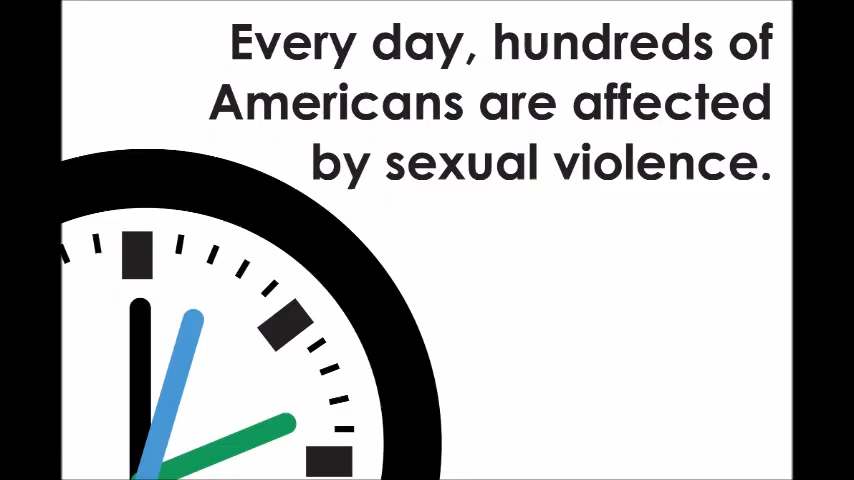 Every day, hundreds of
Americans are affected
by sexual violence.